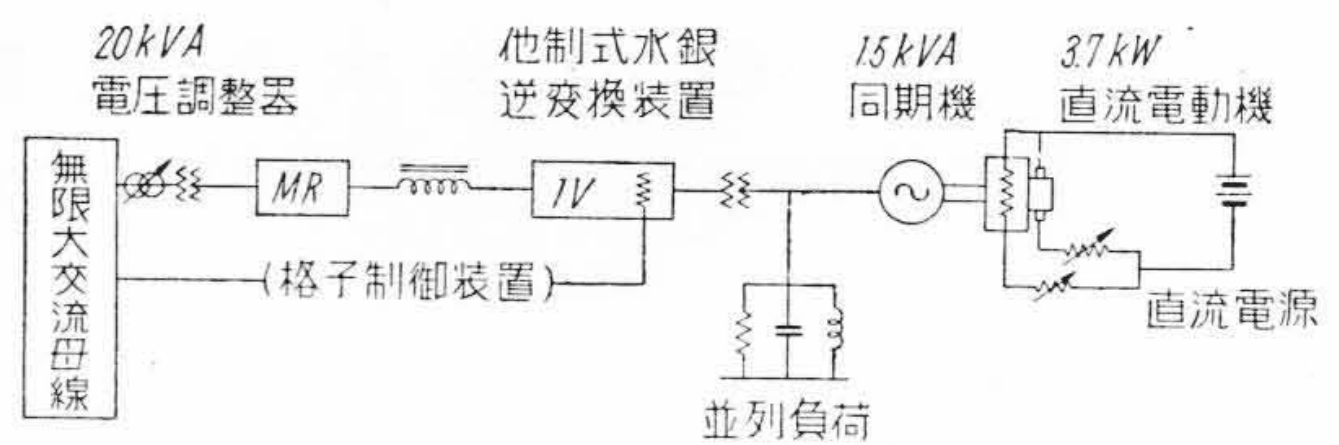 20kVA
電圧調整器
他制式水銀
逆変換装置
15kVA
同期機
3.7kW
直流電動機
無限大交流母線
MR
IV
(格子制御装置)
直流電源
並列負荷